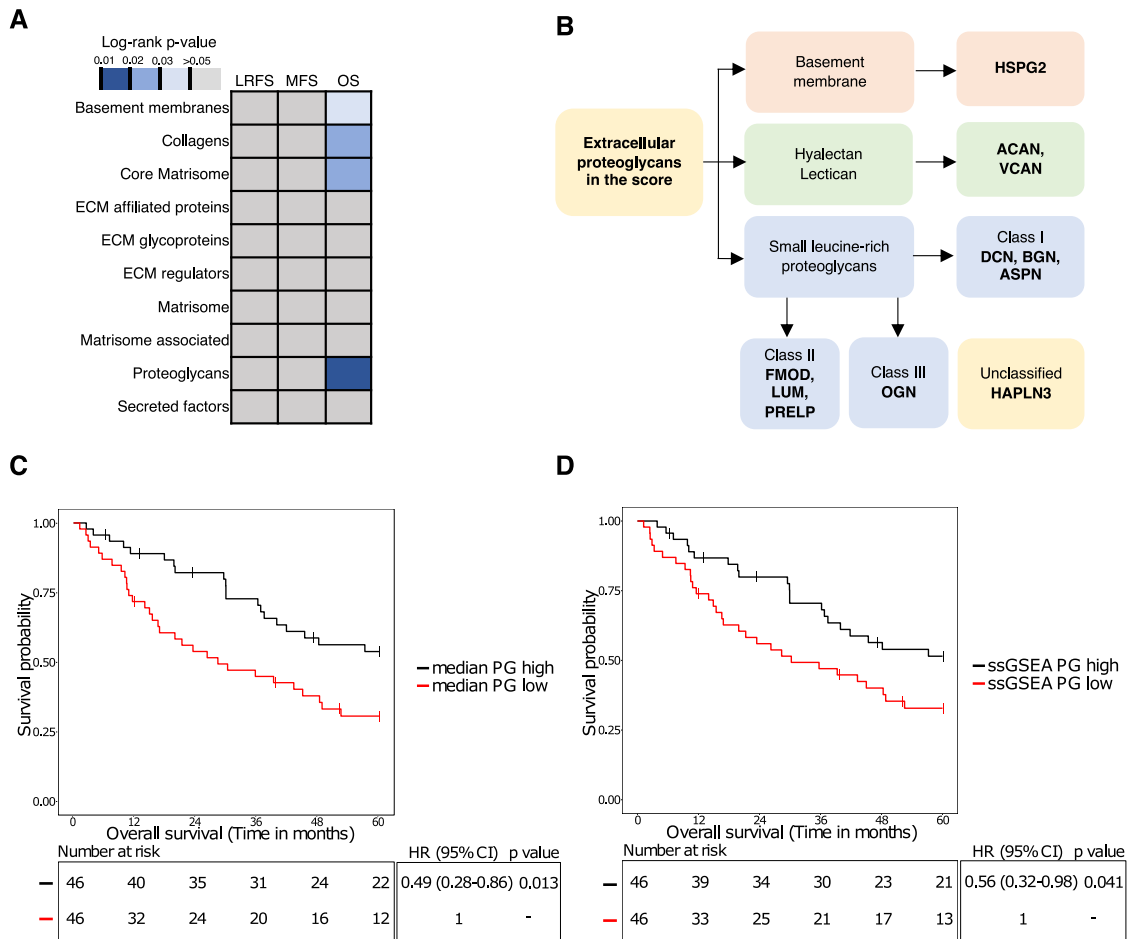 A
Log-rank p-value
0.01 0.02 0.03 >0.05
LRFS MFS OS
Basement membranes
Collagens
Core Matrisome
ECM affiliated proteins
ECM glycoproteins
ECM regulators
Matrisome
Matrisome associated
Proteoglycans
Secreted factors
B
Extracellular
proteoglycans
in the score
Basement
membrane
HSPG2
Hyalectan
Lectican
ACAN,
VCAN
Small leucine-rich
proteoglycans
Class I
DCN, BGN,
ASPN
Class II
FMOD,
LUM,
PRELP
Class III
OGN
Unclassified
HAPLN3
C
Survival probability
1.00
0.75
0.50
0.25
0.00
0 12 24 36 48 60
Overall survival (Time in months)
median PG high
median PG low
Number at risk
HR (95% CI) p value
46 40 35 31 24 22 0.49 (0.28-0.86) 0.013
46 32 24 20 16 12 1 -
D
Survival probability
1.00
0.75
0.50
0.25
0.00
0 12 24 36 48 60
Overall survival (Time in months)
ssGSEA PG high
ssGSEA PG low
Number at risk
HR (95% CI) p value
46 39 34 30 23 21 0.56 (0.32-0.98) 0.041
46 33 25 21 17 13 1 -